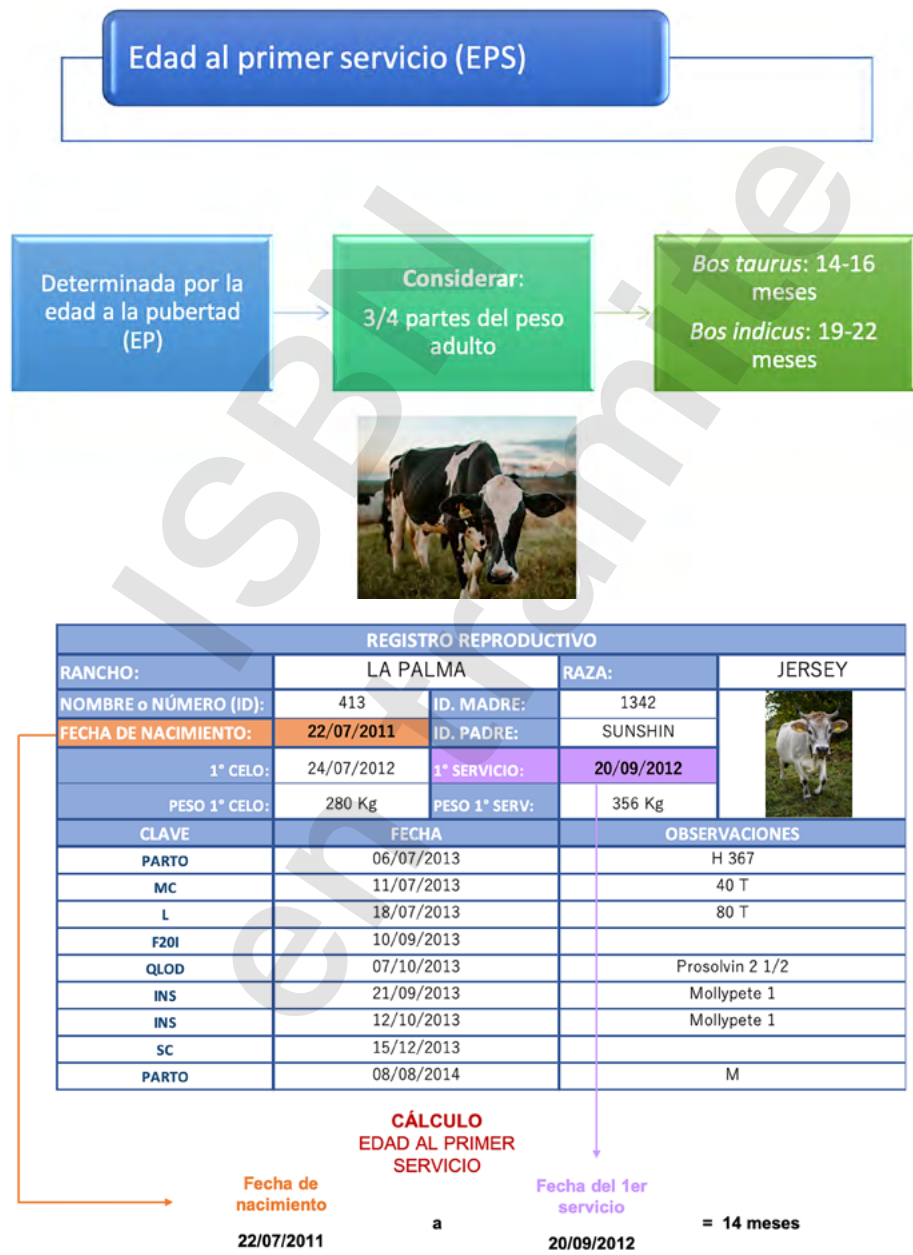 Edad al primer servicio (EPS)
Determinada por la
edad a la pubertad
(EP)
Considerar:
3/4 partes del peso
adulto
Bos taurus: 14-16
meses
Bos indicus: 19-22
meses
ISBN
en tramite
REGISTRO REPRODUCTIVO
RANCHO: LA PALMA RAZA: JERSEY
NOMBRE o NÚMERO (ID): 413 ID. MADRE: 1342
FECHA DE NACIMIENTO: 22/07/2011 ID. PADRE: SUNSHIN
1° CELO: 24/07/2012 1° SERVICIO: 20/09/2012
PESO 1° CELO: 280 Kg PESO 1° SERV: 356 Kg
CLAVE FECHA OBSERVACIONES
PARTO 06/07/2013 H 367
MC 11/07/2013 40 T
L 18/07/2013 80 T
F20I 10/09/2013
QLOD 07/10/2013 Prosolvin 2 1/2
INS 21/09/2013 Mollypete 1
INS 12/10/2013 Mollypete 1
SC 15/12/2013
PARTO 08/08/2014 M
CÁLCULO
EDAD AL PRIMER
SERVICIO
Fecha de
nacimiento
22/07/2011
a
Fecha del 1er
servicio
20/09/2012
= 14 meses